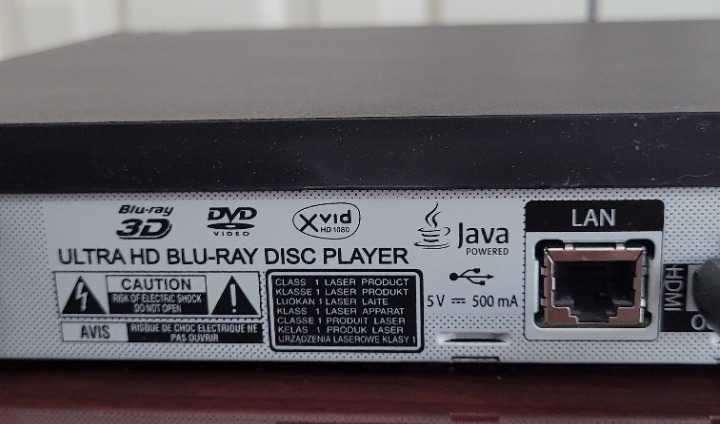 Blu-ray 3D
DVD VIDEO
Xvid HD 1080
Java POWERED
LAN
ULTRA HD BLU-RAY DISC PLAYER
CAUTION
RISK OF ELECTRIC SHOCK
DO NOT OPEN
AVIS
RISQUE DE CHOC ELECTRIQUE NE
PAS OUVRIR
CLASS 1 LASER PRODUCT
KLASSE 1 LASER PRODUKT
LUOKAN 1 LASER LAITE
KLASS 1 LASER APPARAT
CLASSE 1 PRODUIT LASER
KELAS 1 PRODUK LASER
URZĄDZENIA LASEROWE KLASY 1
5 V ⎓ 500 mA
HDMI